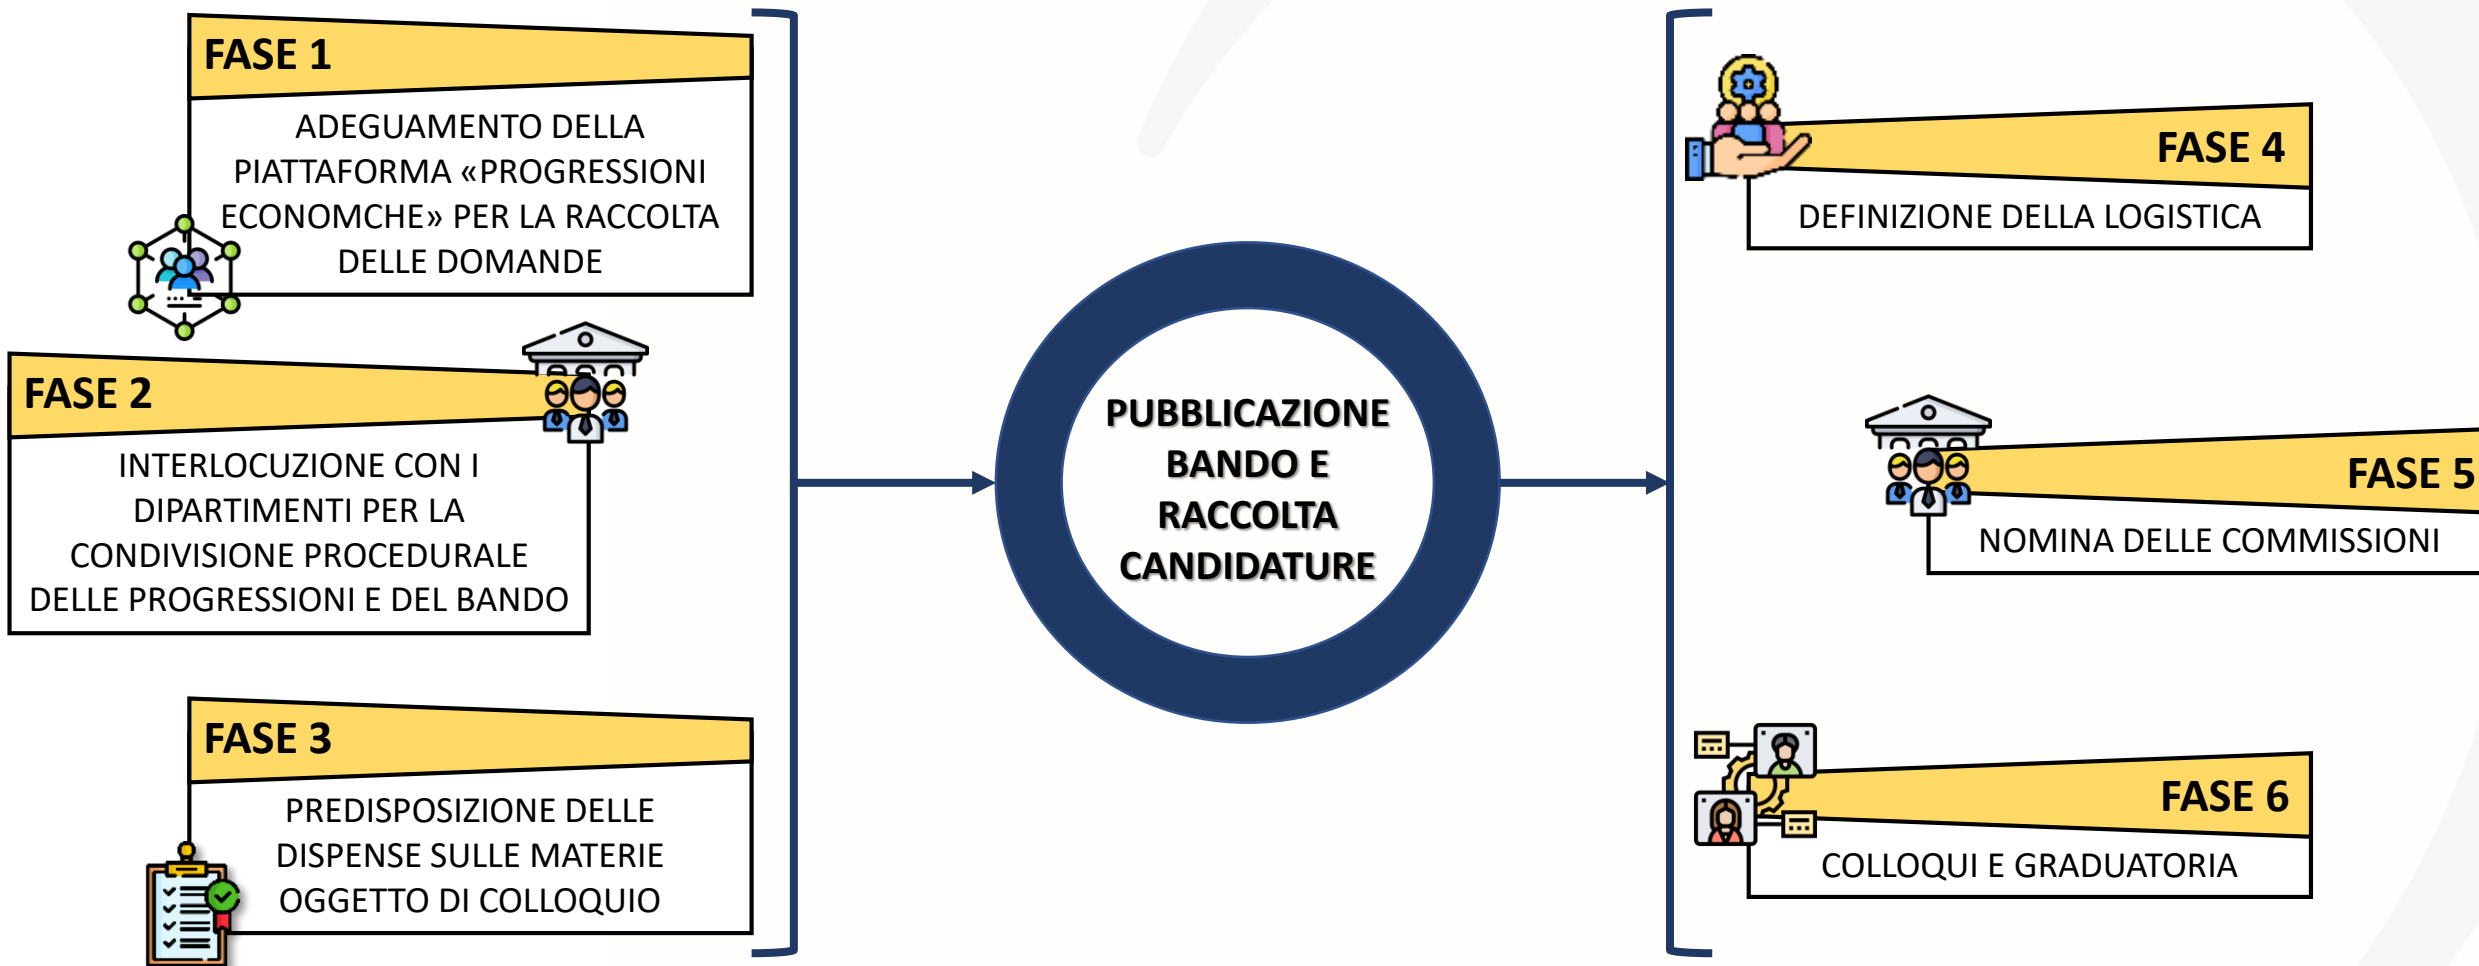 FASE 1
ADEGUAMENTO DELLA
PIATTAFORMA «PROGRESSIONI
ECONOMCHE» PER LA RACCOLTA
DELLE DOMANDE
FASE 2
INTERLOCUZIONE CON I
DIPARTIMENTI PER LA
CONDIVISIONE PROCEDURALE
DELLE PROGRESSIONI E DEL BANDO
FASE 3
PREDISPOSIZIONE DELLE
DISPENSE SULLE MATERIE
OGGETTO DI COLLOQUIO
PUBBLICAZIONE
BANDO E
RACCOLTA
CANDIDATURE
FASE 4
DEFINIZIONE DELLA LOGISTICA
FASE 5
NOMINA DELLE COMMISSIONI
FASE 6
COLLOQUI E GRADUATORIA